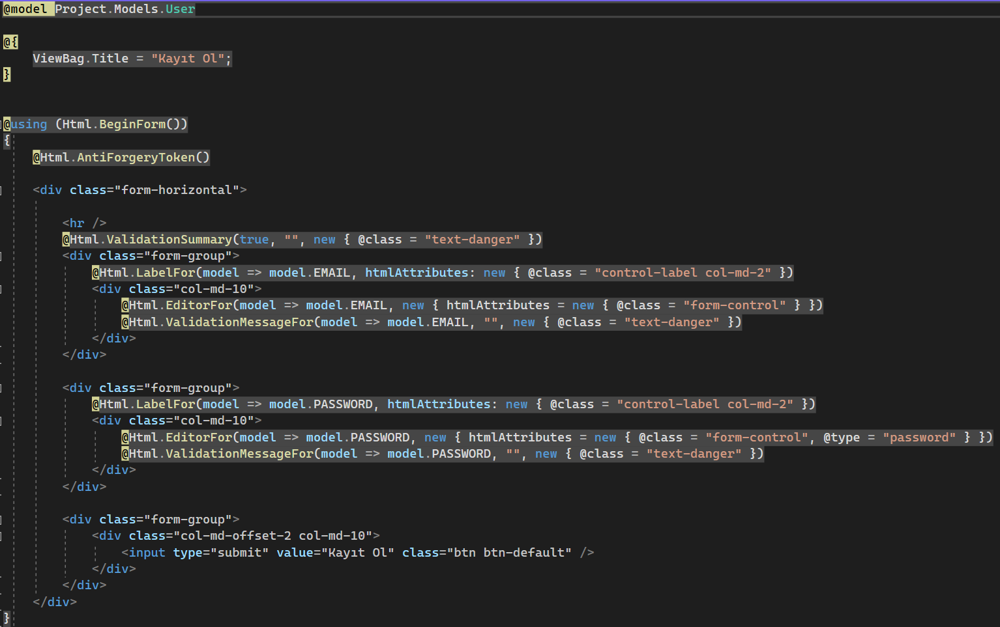 @model Project.Models.User
@{
ViewBag.Title = "Kayıt Ol";
}
@using (Html.BeginForm())
{
@Html.AntiForgeryToken()
<div class="form-horizontal">
<hr />
@Html.ValidationSummary(true, "", new { @class = "text-danger" })
<div class="form-group">
@Html.LabelFor(model => model.EMAIL, htmlAttributes: new { @class = "control-label col-md-2" })
<div class="col-md-10">
@Html.EditorFor(model => model.EMAIL, new { htmlAttributes = new { @class = "form-control" } })
@Html.ValidationMessageFor(model => model.EMAIL, "", new { @class = "text-danger" })
</div>
</div>
<div class="form-group">
@Html.LabelFor(model => model.PASSWORD, htmlAttributes: new { @class = "control-label col-md-2" })
<div class="col-md-10">
@Html.EditorFor(model => model.PASSWORD, new { htmlAttributes = new { @class = "form-control", @type = "password" } })
@Html.ValidationMessageFor(model => model.PASSWORD, "", new { @class = "text-danger" })
</div>
</div>
<div class="form-group">
<div class="col-md-offset-2 col-md-10">
<input type="submit" value="Kayıt Ol" class="btn btn-default" />
</div>
</div>
</div>
}